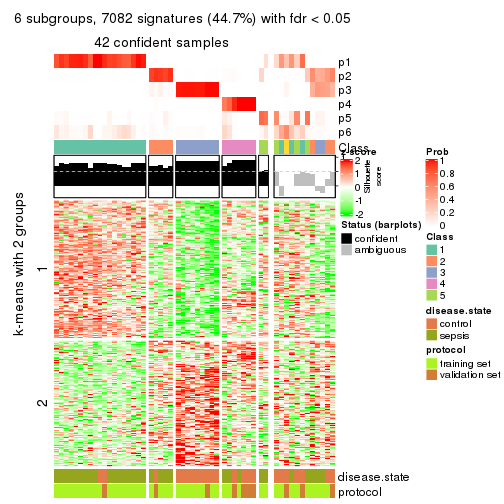 6 subgroups, 7082 signatures (44.7%) with fdr < 0.05
42 confident samples
p1
p2
p3
p4
p5
p6
Class
1
2
k-means with 2 groups
disease.state
protocol
z-score
2
1
0
-1
-2
Silhouette
score
Status (barplots)
confident
ambiguous
Prob
1
0.8
0.6
0.4
0.2
0
Class
1
2
3
4
5
disease.state
control
sepsis
protocol
training set
validation set